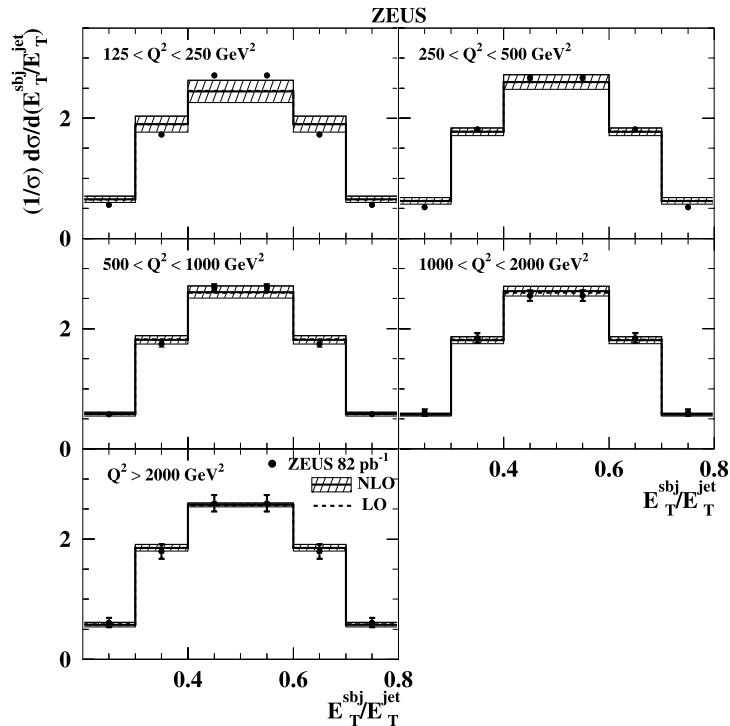 ZEUS
(1/σ) dσ/d(E_T^sbj/E_T^jet)
125 < Q² < 250 GeV²
250 < Q² < 500 GeV²
2
0
500 < Q² < 1000 GeV²
1000 < Q² < 2000 GeV²
2
0
0.4 0.6 0.8
E_T^sbj/E_T^jet
Q² > 2000 GeV²
ZEUS 82 pb⁻¹
NLO
LO
2
0
0.4 0.6 0.8
E_T^sbj/E_T^jet